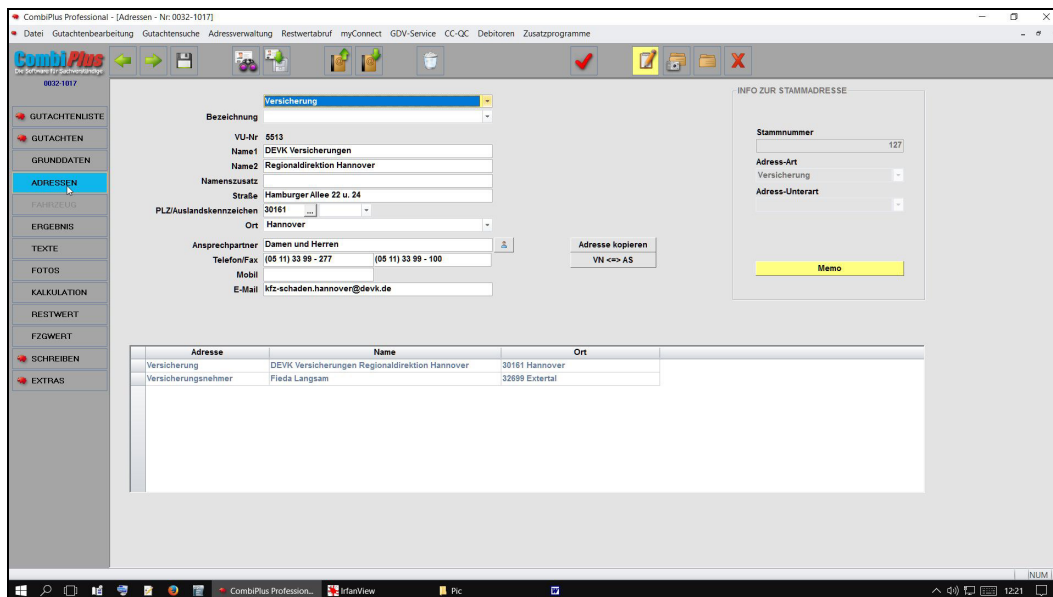 CombiPlus Professional - [Adressen - Nr: 0032-1017]
Datei Gutachtenbearbeitung Gutachtensuche Adressverwaltung Restwertabruf myConnect GDV-Service CC-QC Debitoren Zusatzprogramme
CombiPlus
Die Software für Sachverständige
0032-1017
GUTACHTENLISTE
GUTACHTEN
GRUNDDATEN
ADRESSEN
FAHRZEUG
ERGEBNIS
TEXTE
FOTOS
KALKULATION
RESTWERT
FZGWERT
SCHREIBEN
EXTRAS
Versicherung
Bezeichnung
VU-Nr 5513
Name1 DEVK Versicherungen
Name2 Regionaldirektion Hannover
Namenszusatz
Straße Hamburger Allee 22 u. 24
PLZ/Auslandskennzeichen 30161 ...
Ort Hannover
Ansprechpartner Damen und Herren
Telefon/Fax (05 11) 33 99 - 277 (05 11) 33 99 - 100
Mobil
E-Mail kfz-schaden.hannover@devk.de
Adresse kopieren
VN <=> AS
INFO ZUR STAMMADRESSE
Stammnummer
127
Adress-Art
Versicherung
Adress-Unterart
Memo
Adresse Name Ort
Versicherung DEVK Versicherungen Regionaldirektion Hannover 30161 Hannover
Versicherungsnehmer Fieda Langsam 32699 Extertal
NUM
CombiPlus Profession... IrfanView Pic 12:21